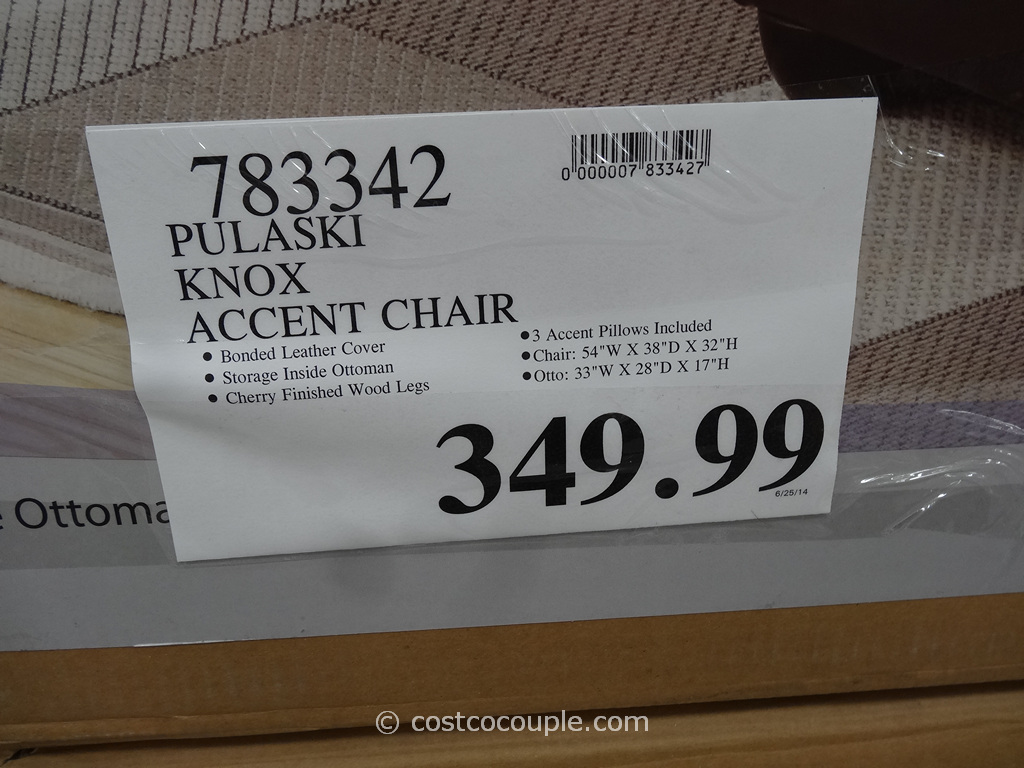 783342
0 000007 833427
PULASKI
KNOX
ACCENT CHAIR
● Bonded Leather Cover
● Storage Inside Ottoman
● Cherry Finished Wood Legs
● 3 Accent Pillows Included
● Chair: 54"W X 38"D X 32"H
● Otto: 33"W X 28"D X 17"H
349.99
6/25/14
Ottoma
© costcocouple.com